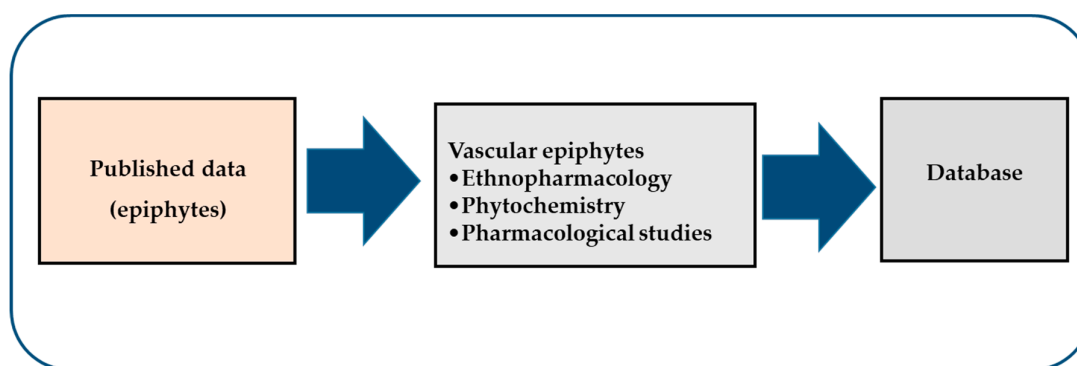 Published data
(epiphytes)
Vascular epiphytes
•Ethnopharmacology
•Phytochemistry
•Pharmacological studies
Database